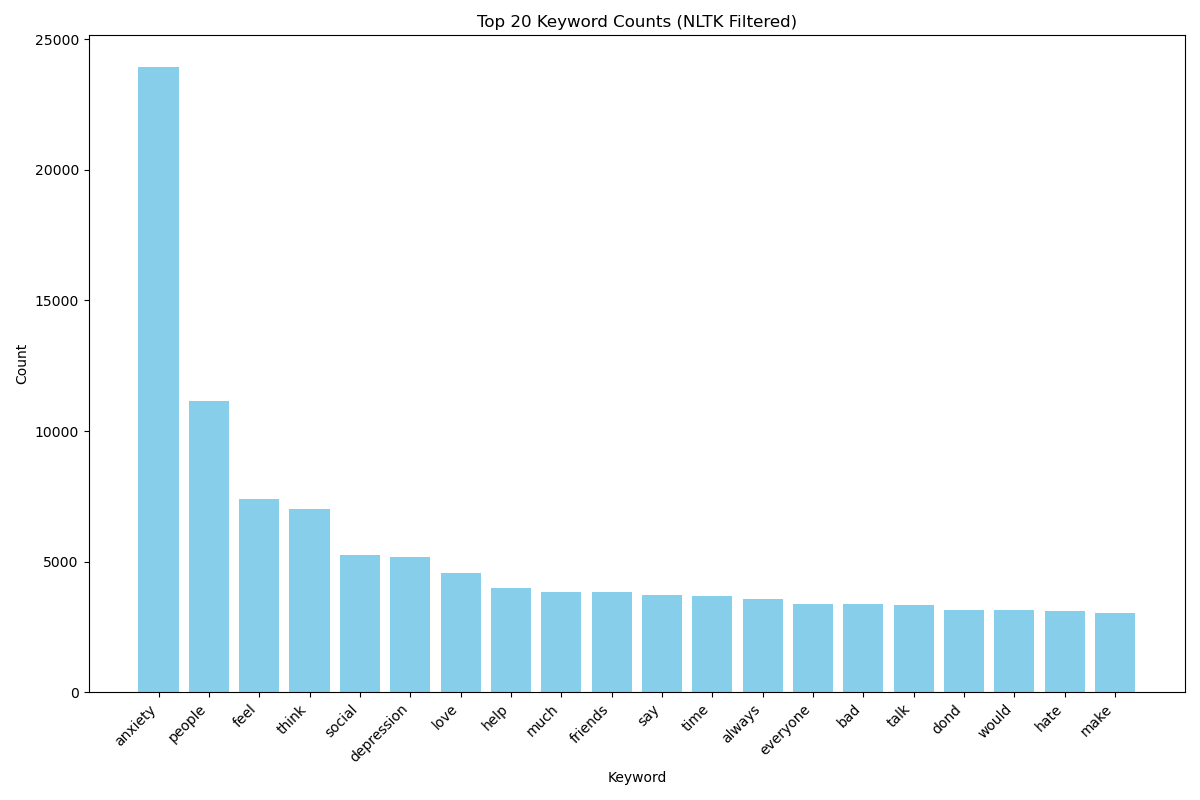 Top 20 Keyword Counts (NLTK Filtered)
25000
20000
15000
10000
5000
0
Count
anxiety
people
feel
think
social
depression
love
help
much
friends
say
time
always
everyone
bad
talk
dond
would
hate
make
Keyword